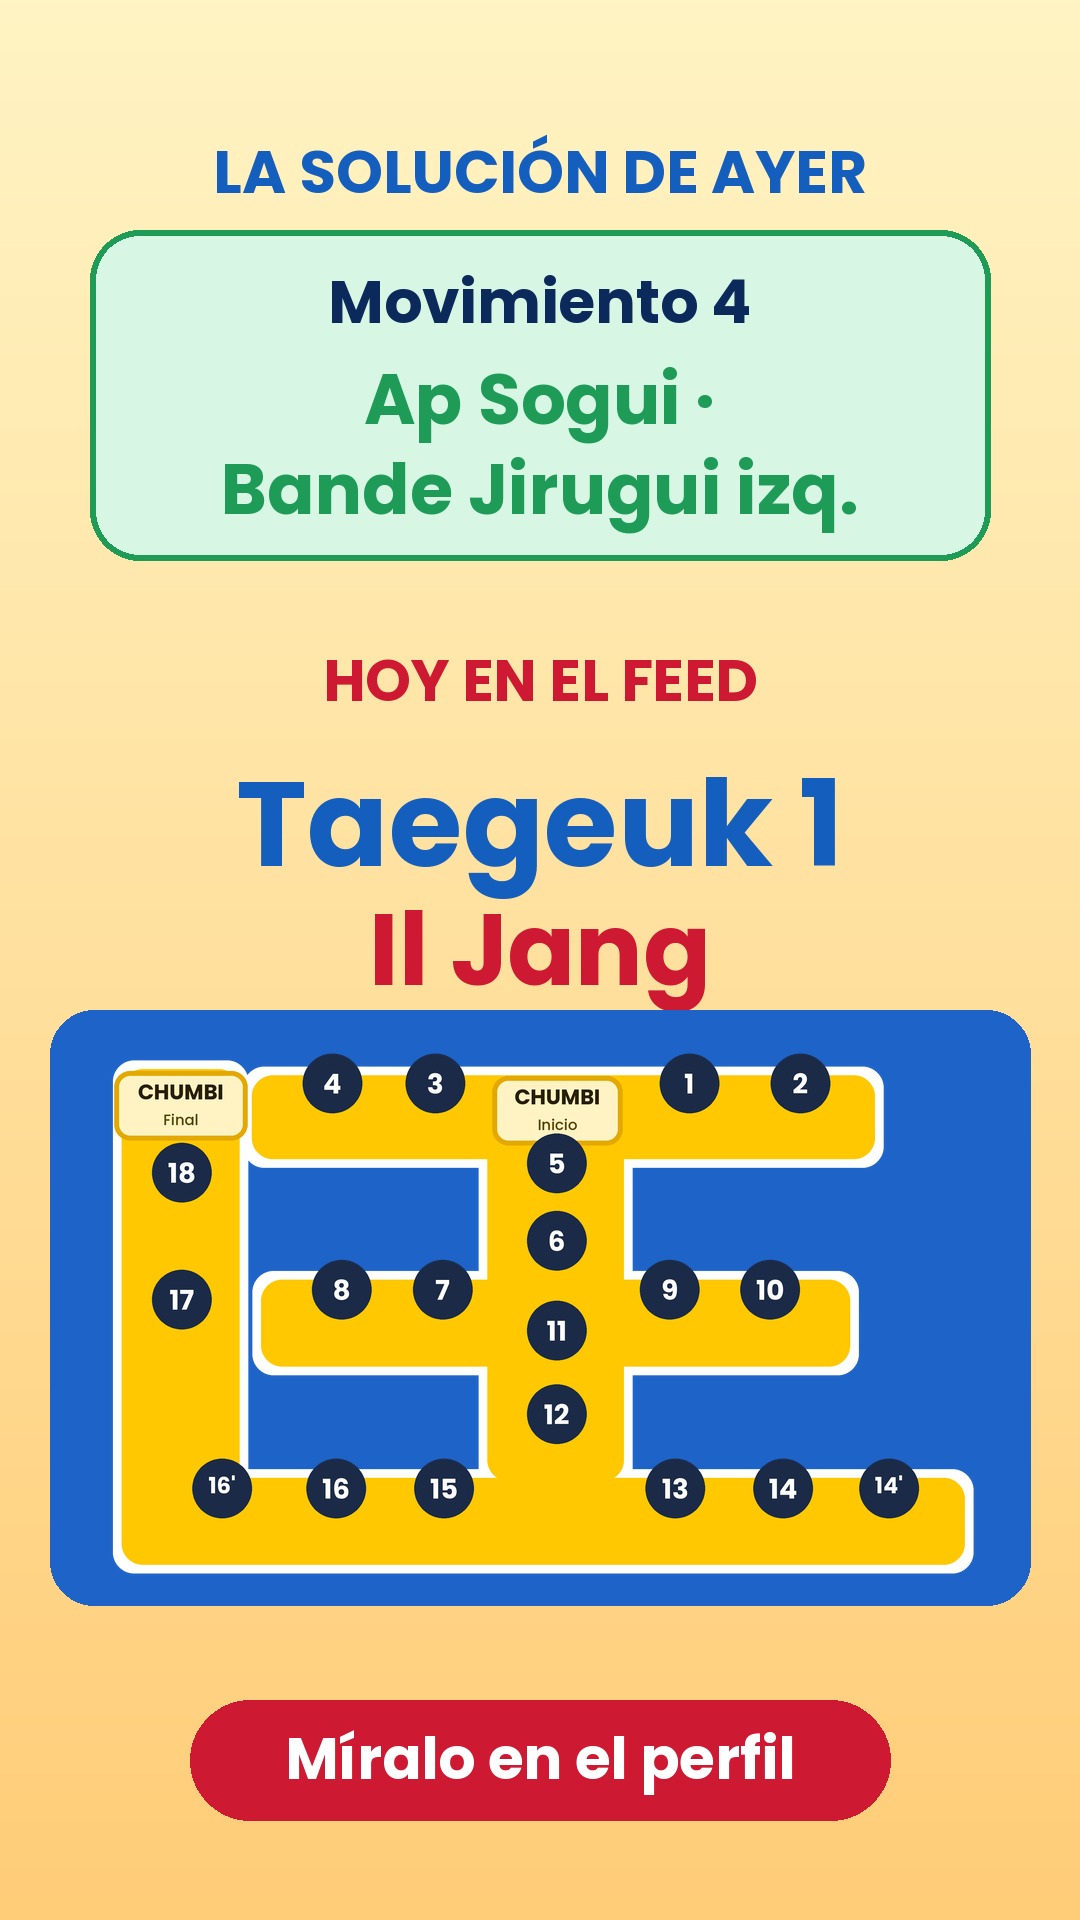 LA SOLUCIÓN DE AYER
Movimiento 4
Ap Sogui ·
Bande Jirugui izq.
HOY EN EL FEED
Taegeuk 1
Il Jang
CHUMBI
Final
4
3
CHUMBI
Inicio
1
2
18
5
6
17
8
7
9
10
11
12
16'
16
15
13
14
14'
Míralo en el perfil